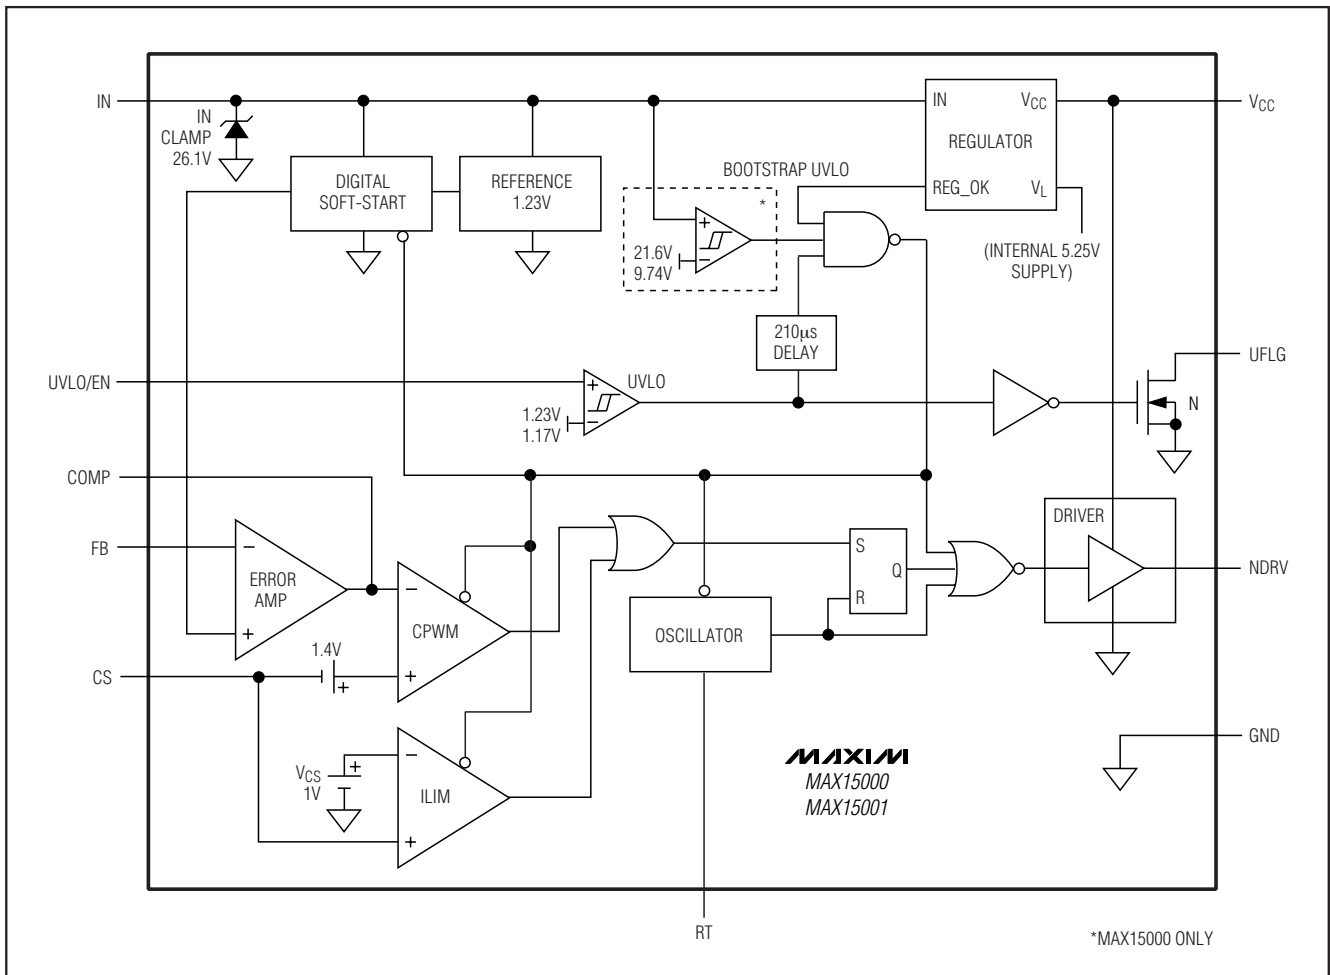 IN
IN
CLAMP
26.1V
DIGITAL
SOFT-START
REFERENCE
1.23V
BOOTSTRAP UVLO
*
+
−
21.6V
9.74V
IN
VCC
REGULATOR
REG_OK
VL
VCC
(INTERNAL 5.25V
SUPPLY)
210µs
DELAY
UVLO/EN
UVLO
+
−
1.23V
1.17V
UFLG
N
COMP
FB
−
ERROR
AMP
+
−
CPWM
+
1.4V
+
CS
VCS
1V
+
−
ILIM
+
OSCILLATOR
S
Q
R
DRIVER
NDRV
GND
MAXIM
MAX15000
MAX15001
RT
*MAX15000 ONLY